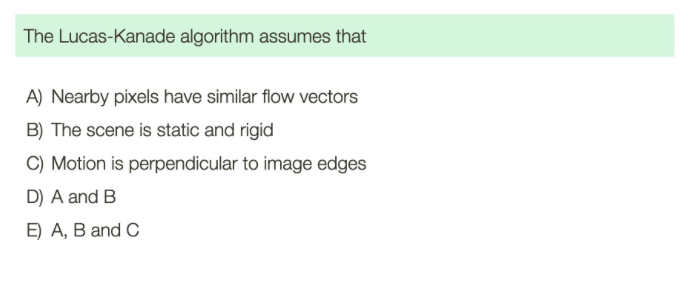 The Lucas-Kanade algorithm assumes that
A) Nearby pixels have similar flow vectors
B) The scene is static and rigid
C) Motion is perpendicular to image edges
D) A and B
E) A, B and C